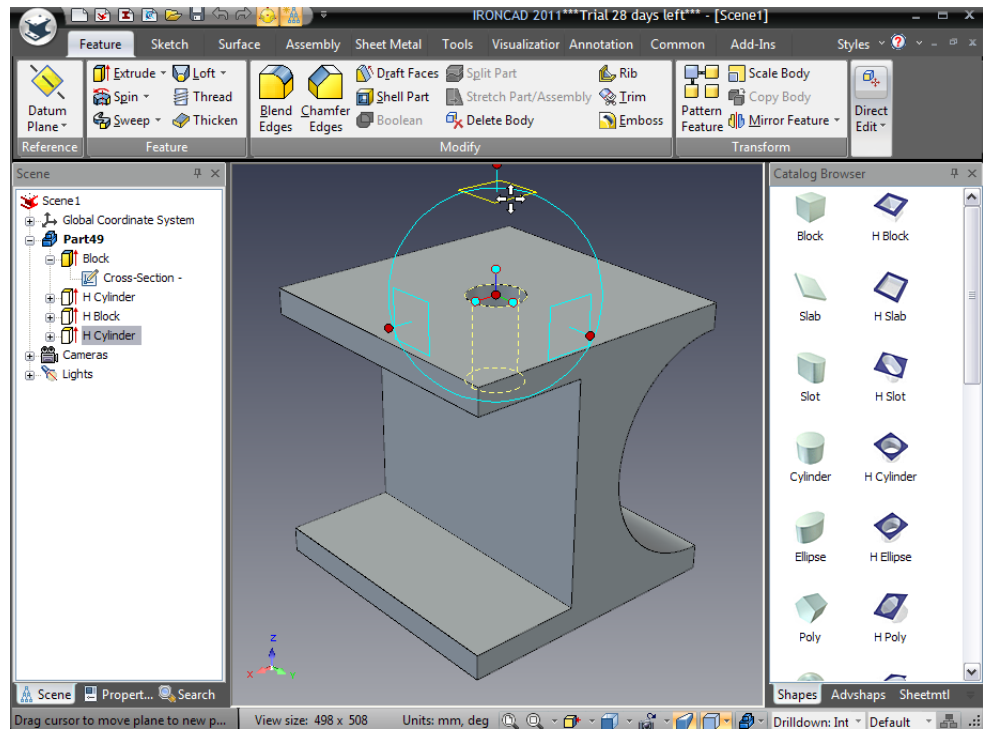 IRONCAD 2011***Trial 28 days left*** - [Scene1]
Feature Sketch Surface Assembly Sheet Metal Tools Visualization Annotation Common Add-Ins Styles
Extrude Loft Draft Faces Split Part Rib Scale Body
Spin Thread Shell Part Stretch Part/Assembly Trim Copy Body
Sweep Thicken Boolean Delete Body Emboss Mirror Feature
Datum Plane
Blend Edges
Chamfer Edges
Pattern Feature
Direct Edit
Reference Feature Modify Transform
Scene
Scene1
Global Coordinate System
Part49
Block
Cross-Section -
H Cylinder
H Block
H Cylinder
Cameras
Lights
z
x
Y
Catalog Browser
Block H Block
Slab H Slab
Slot H Slot
Cylinder H Cylinder
Ellipse H Ellipse
Poly H Poly
Scene Propert... Search
Shapes Advshaps Sheetmtl
Drag cursor to move plane to new p... View size: 498 x 508 Units: mm, deg Drilldown: Int Default